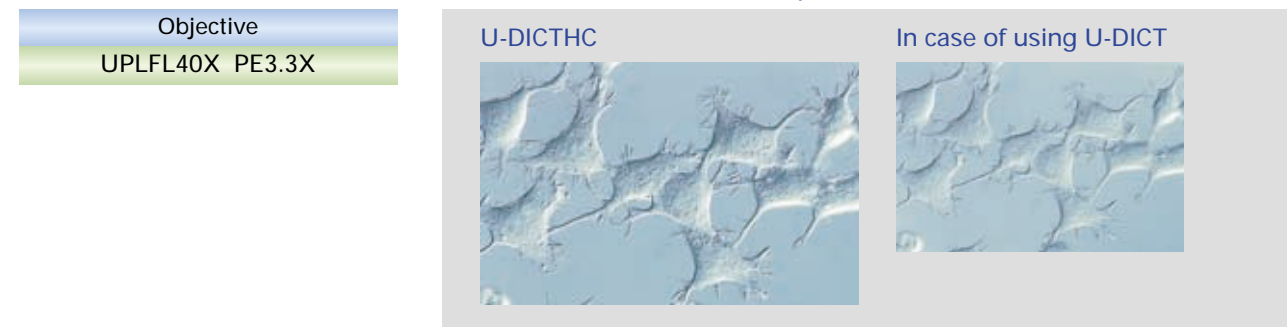 Objective
UPLFL40X PE3.3X
U-DICTHC
In case of using U-DICT